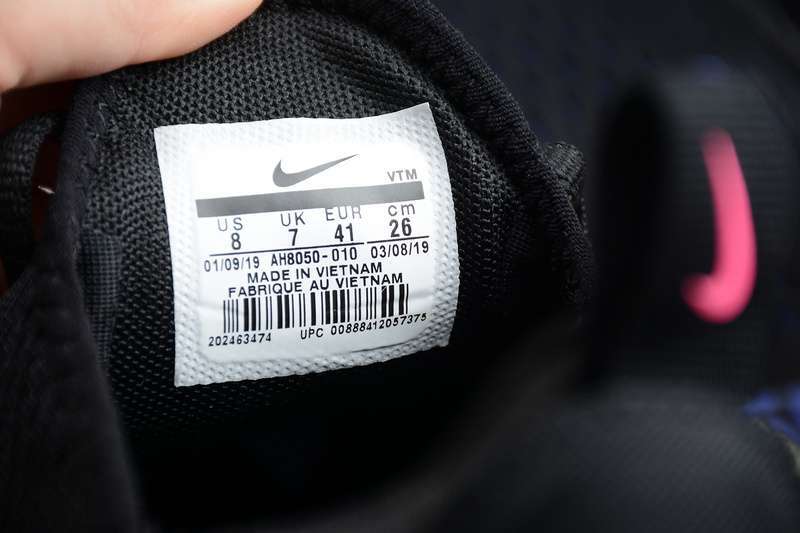 VTM
US UK EUR cm
8 7 41 26
01/09/19 AH8050-010 03/08/19
MADE IN VIETNAM
FABRIQUE AU VIETNAM
202463474 UPC 00888412057375